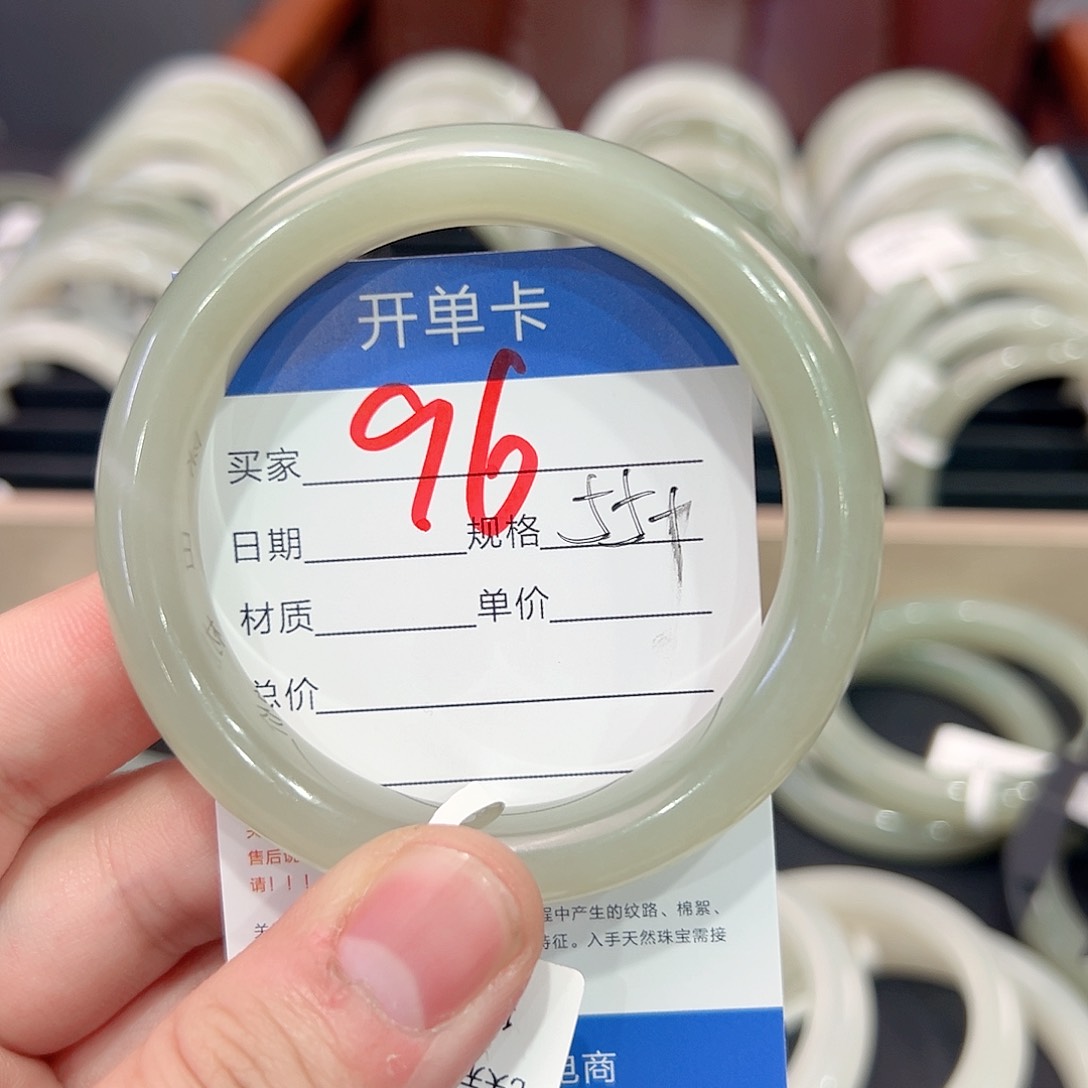 开单卡
96
买家
日期 规格 55+
材质 单价
总价
售后
请!!!
程中产生的纹路、棉絮、
特征。入手天然珠宝需接
电商